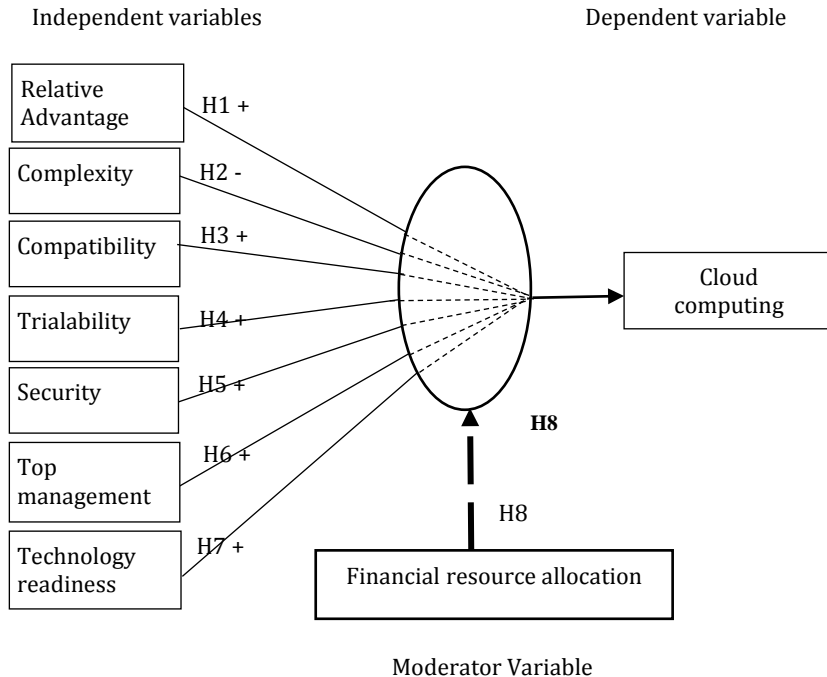 Independent variables
Dependent variable
Relative
Advantage
H1 +
Complexity
H2 -
Compatibility
H3 +
Trialability
H4 +
Security
H5 +
Top
management
H6 +
Technology
readiness
H7 +
Cloud
computing
H8
H8
Financial resource allocation
Moderator Variable